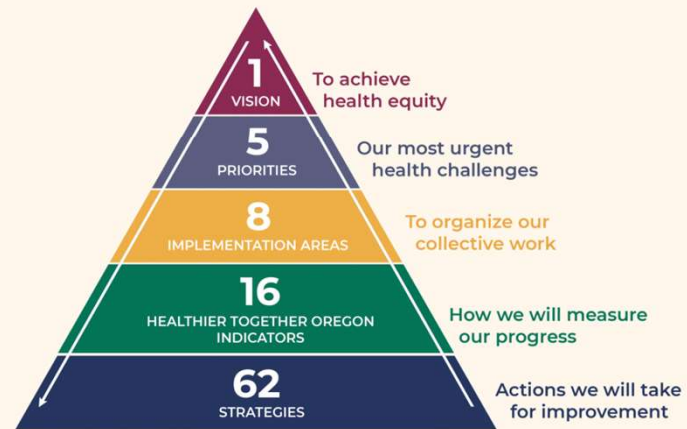 1
VISION
To achieve
health equity
5
PRIORITIES
Our most urgent
health challenges
8
IMPLEMENTATION AREAS
To organize our
collective work
16
HEALTHIER TOGETHER OREGON
INDICATORS
How we will measure
our progress
62
STRATEGIES
Actions we will take
for improvement